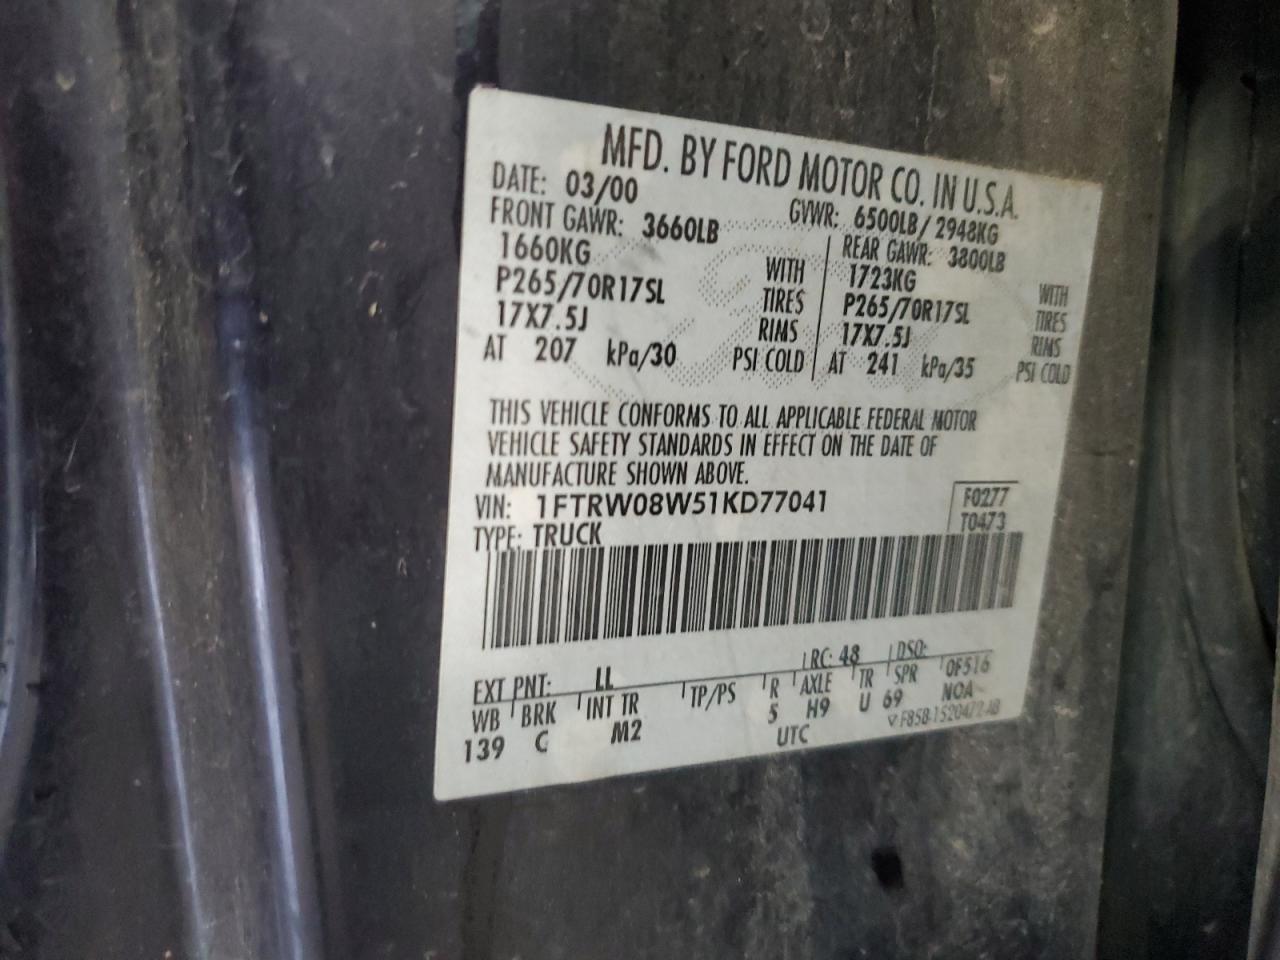 MFD. BY FORD MOTOR CO. IN U.S.A.
DATE: 03/00 GVWR: 6500LB/ 2948KG
FRONT GAWR: 3660LB REAR GAWR: 3800LB
1660KG WITH 1723KG WITH
P265/70R17SL TIRES P265/70R17SL TIRES
17X7.5J RIMS 17X7.5J RIMS
AT 207 kPa/30 PSI COLD AT 241 kPa/35 PSI COLD
THIS VEHICLE CONFORMS TO ALL APPLICABLE FEDERAL MOTOR
VEHICLE SAFETY STANDARDS IN EFFECT ON THE DATE OF
MANUFACTURE SHOWN ABOVE.
VIN: 1FTRW08W51KD77041 F0277
TYPE: TRUCK T0473
EXT PNT: LL RC: 48 DSO:
WB BRK INT TR TP/PS R AXLE TR SPR 0F516
139 C M2 5 H9 U 69 NOA
UTC